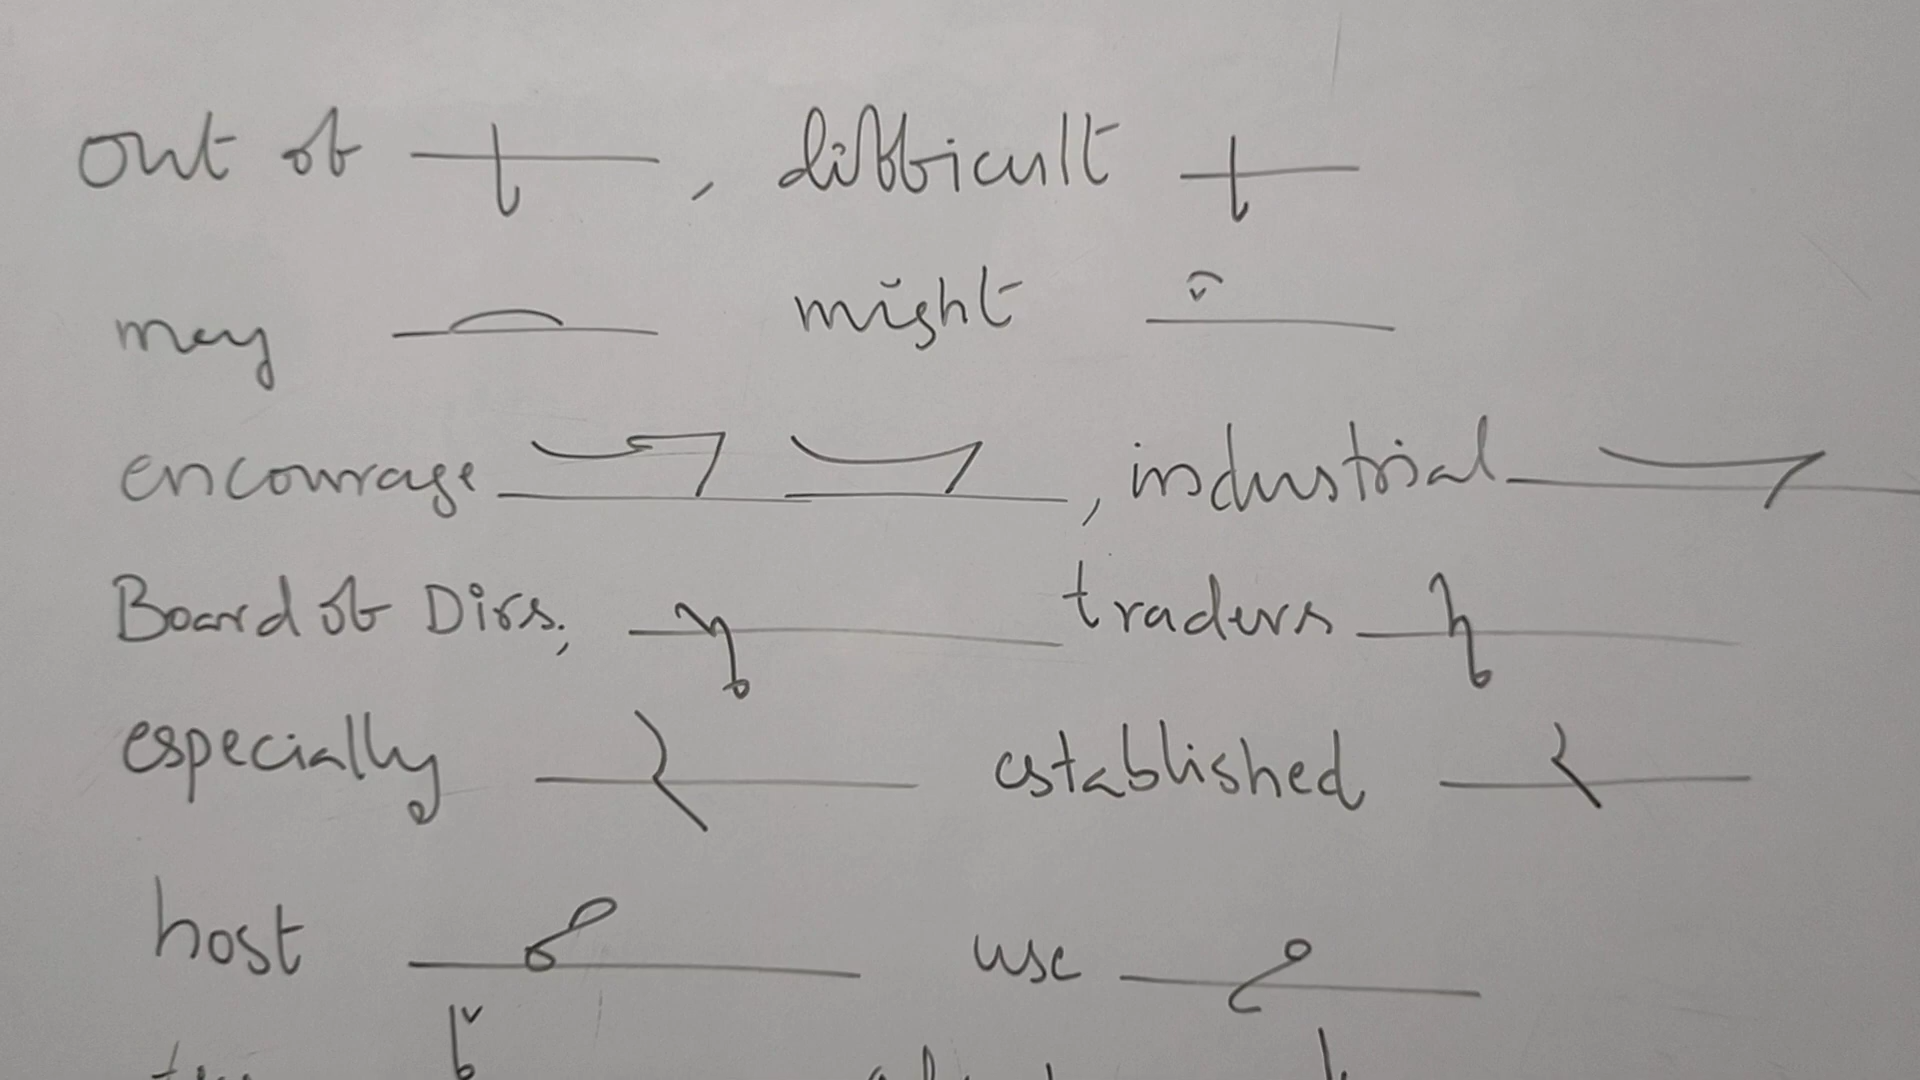 out of , difficult
may might
encourage , industrial
Board of Dirs, traders
especially established
host use